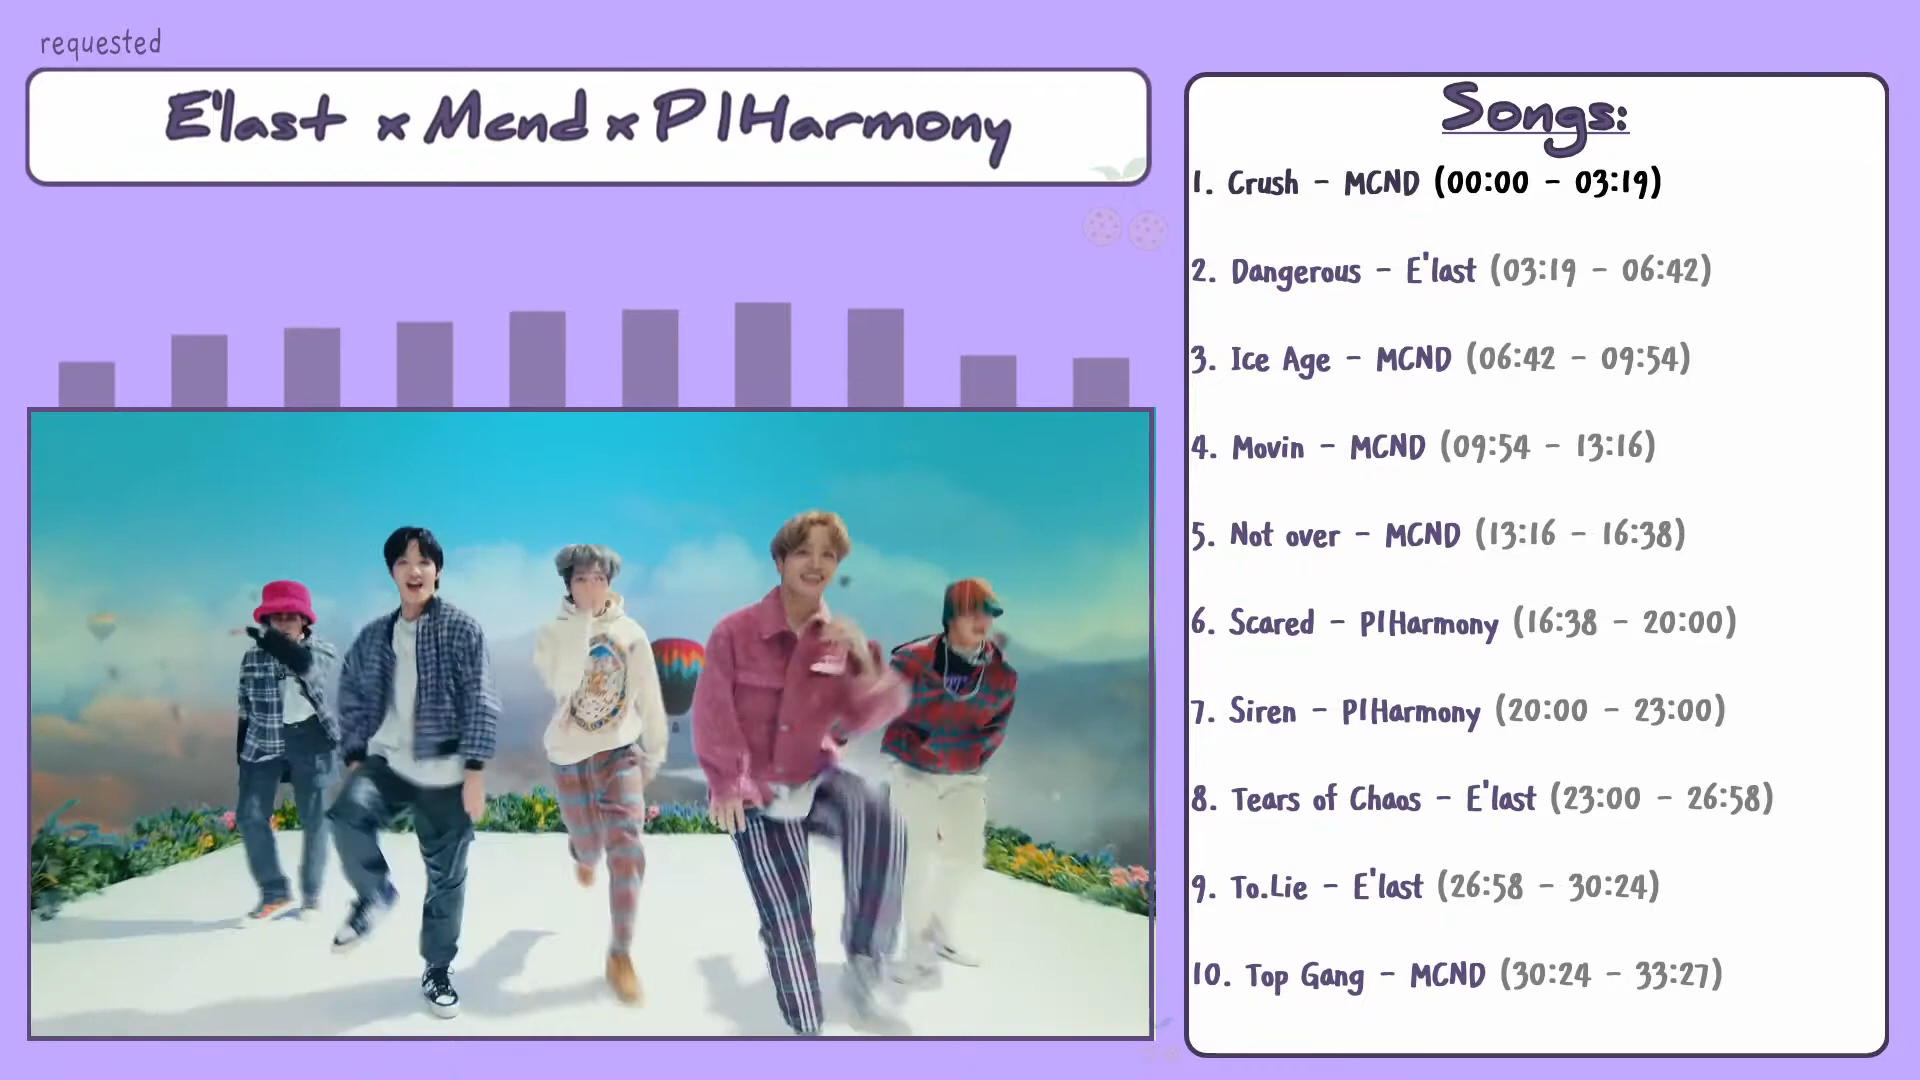 requested
E'last x Mcnd x P1Harmony
Songs:
1. Crush - MCND (00:00 - 03:19)
2. Dangerous - E'last (03:19 - 06:42)
3. Ice Age - MCND (06:42 - 09:54)
4. Movin - MCND (09:54 - 13:16)
5. Not over - MCND (13:16 - 16:38)
6. Scared - P1Harmony (16:38 - 20:00)
7. Siren - P1Harmony (20:00 - 23:00)
8. Tears of Chaos - E'last (23:00 - 26:58)
9. To.Lie - E'last (26:58 - 30:24)
10. Top Gang - MCND (30:24 - 33:27)